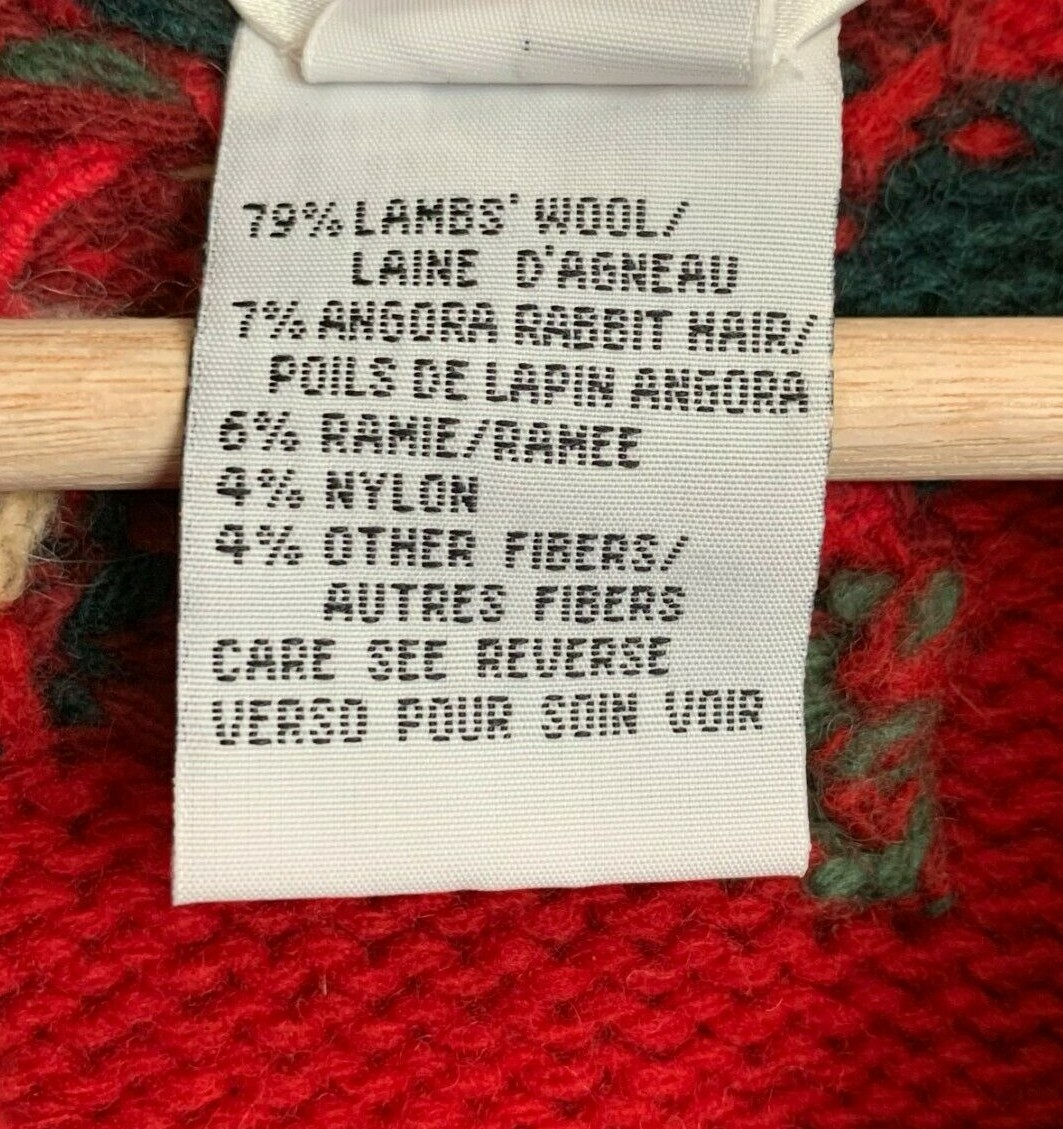 79% LAMBS' WOOL/
LAINE D'AGNEAU
7% ANGORA RABBIT HAIR/
POILS DE LAPIN ANGORA
6% RAMIE/RAMEE
4% NYLON
4% OTHER FIBERS/
AUTRES FIBERS
CARE SEE REVERSE
VERSO POUR SOIN VOIR